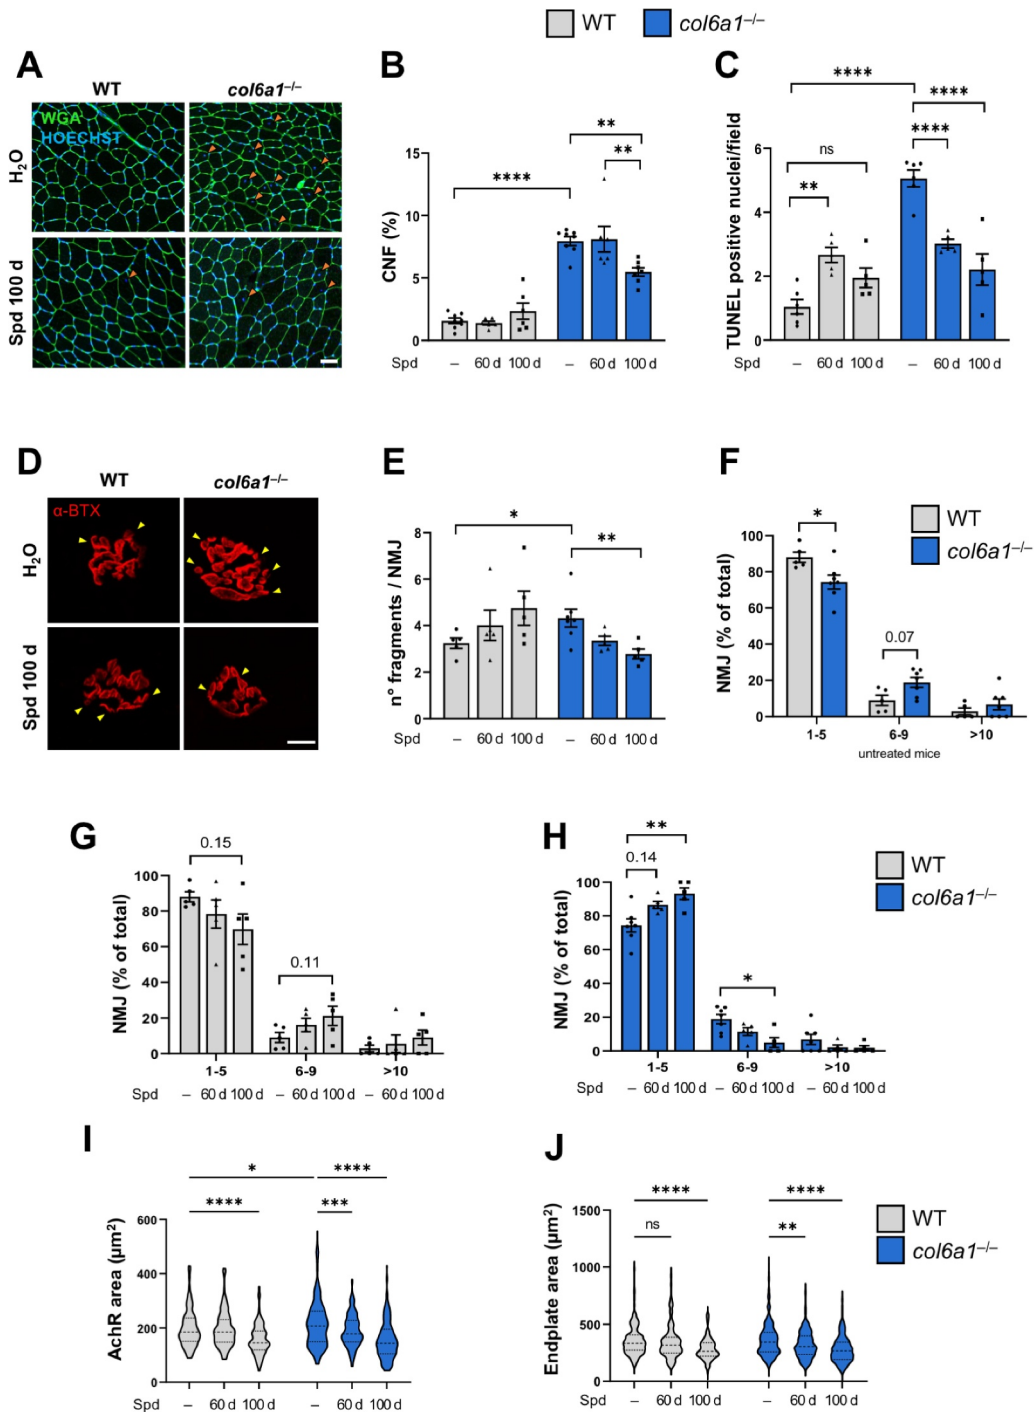 WT col6a1–/–
A
WT col6a1–/–
WGA
HOECHST
H2O
Spd 100 d
B
**
**
****
15
10
5
0
CNF (%)
Spd – 60 d 100 d – 60 d 100 d
C
****
****
ns
****
**
6
4
2
0
TUNEL positive nuclei/field
Spd – 60 d 100 d – 60 d 100 d
D
WT col6a1–/–
α-BTX
H2O
Spd 100 d
E
*
**
8
6
4
2
0
n° fragments / NMJ
Spd – 60 d 100 d – 60 d 100 d
F
WT
col6a1–/–
*
0.07
100
80
60
40
20
0
NMJ (% of total)
1-5 6-9 >10
untreated mice
G
0.15
0.11
100
80
60
40
20
0
NMJ (% of total)
1-5 6-9 >10
Spd – 60 d 100 d – 60 d 100 d – 60 d 100 d
H
**
0.14
*
100
80
60
40
20
0
NMJ (% of total)
1-5 6-9 >10
Spd – 60 d 100 d – 60 d 100 d – 60 d 100 d
WT
col6a1–/–
I
* ****
**** ***
600
400
200
0
AchR area (µm²)
Spd – 60 d 100 d – 60 d 100 d
J
**** ****
ns **
1500
1000
500
0
Endplate area (µm²)
Spd – 60 d 100 d – 60 d 100 d
WT
col6a1–/–